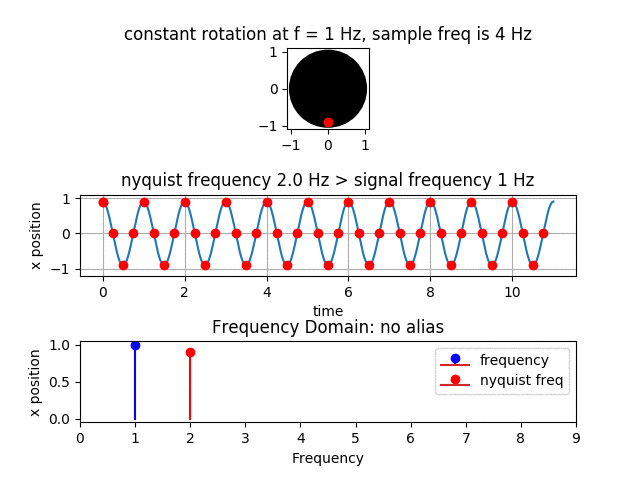 constant rotation at f = 1 Hz, sample freq is 4 Hz
1
0
−1
−1 0 1
nyquist frequency 2.0 Hz > signal frequency 1 Hz
x position
1
0
−1
0 2 4 6 8 10
time
Frequency Domain: no alias
x position
1.0
0.5
0.0
frequency
nyquist freq
0 1 2 3 4 5 6 7 8 9
Frequency